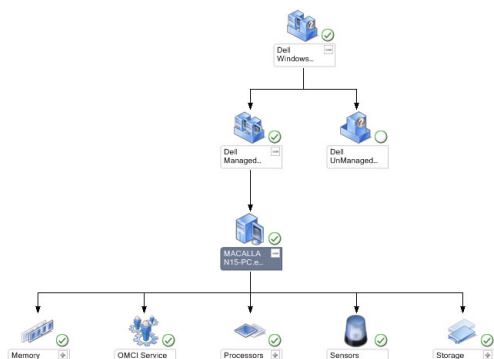 Dell
Windows..
Dell
Managed..
Dell
UnManaged..
MACALLA
N15-PC.e..
Memory
OMCI Service
Processors
Sensors
Storage